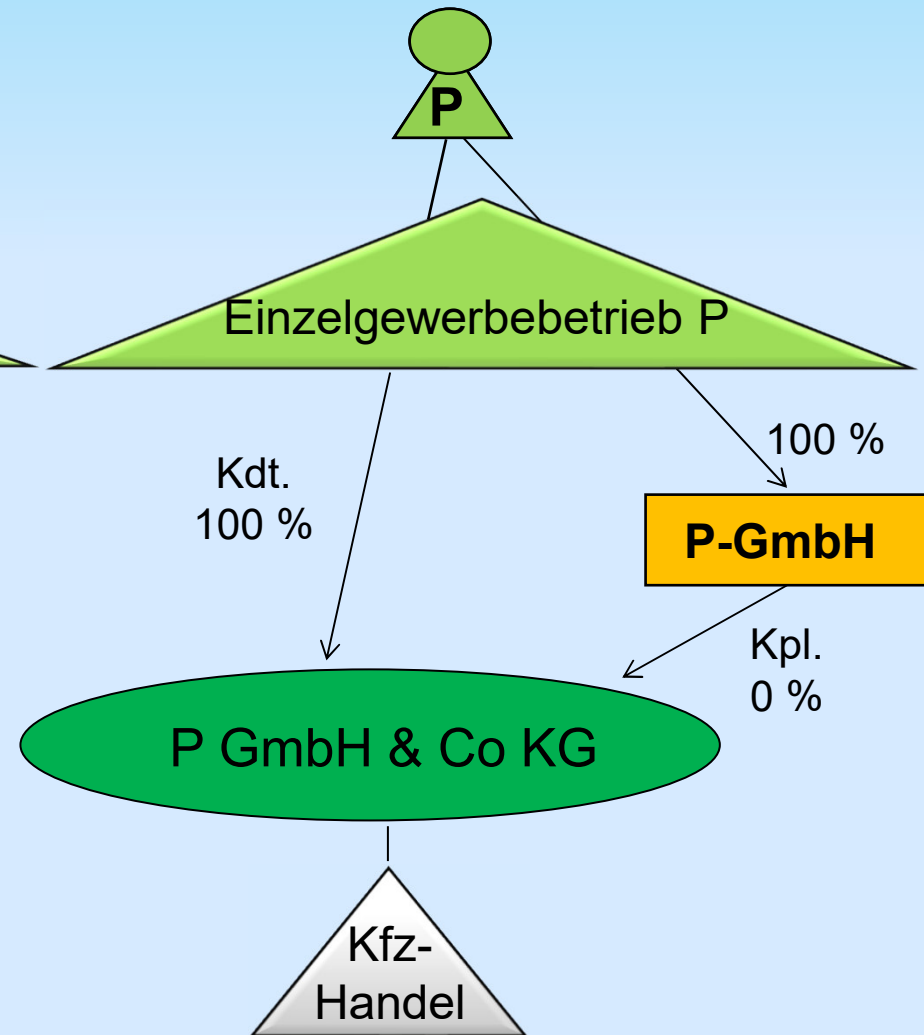 P
Einzelgewerbebetrieb P
Kdt.
100 %
100 %
P-GmbH
Kpl.
0 %
P GmbH & Co KG
Kfz-
Handel